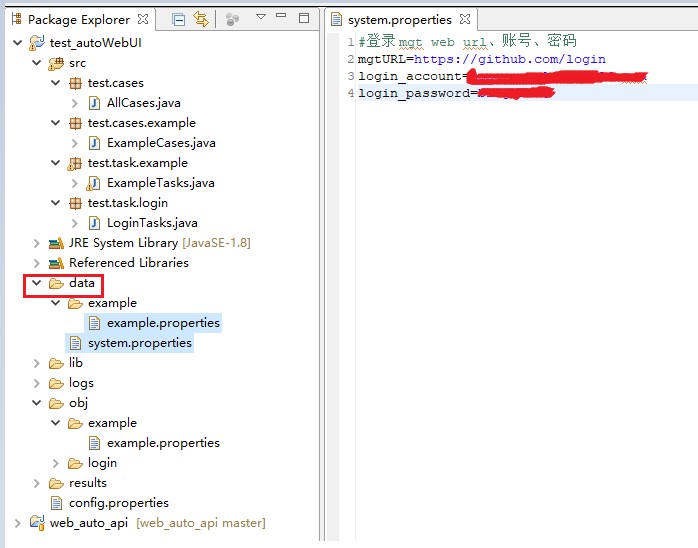 Package Explorer
test_autoWebUI
src
test.cases
AllCases.java
test.cases.example
ExampleCases.java
test.task.example
ExampleTasks.java
test.task.login
LoginTasks.java
JRE System Library [JavaSE-1.8]
Referenced Libraries
data
example
example.properties
system.properties
lib
logs
obj
example
example.properties
login
results
config.properties
web_auto_api [web_auto_api master]
system.properties
1 #登录mgt web url、账号、密码
2 mgtURL=https://github.com/login
3 login_account=
4 login_password=